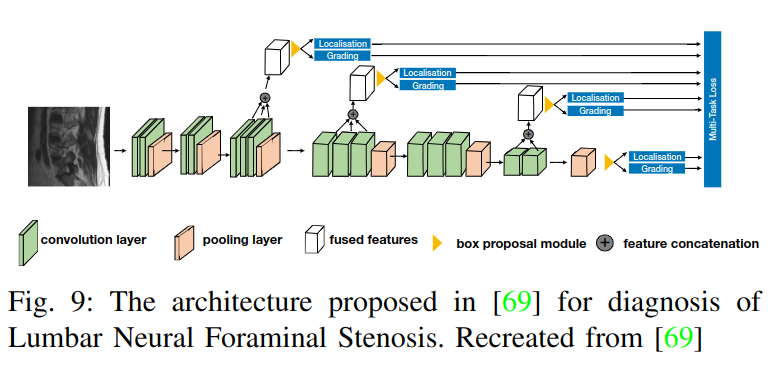 Localisation
Grading
Localisation
Grading
Localisation
Grading
Localisation
Grading
Multi-Task Loss
convolution layer
pooling layer
fused features
box proposal module
feature concatenation
Fig. 9: The architecture proposed in [69] for diagnosis of
Lumbar Neural Foraminal Stenosis. Recreated from [69]